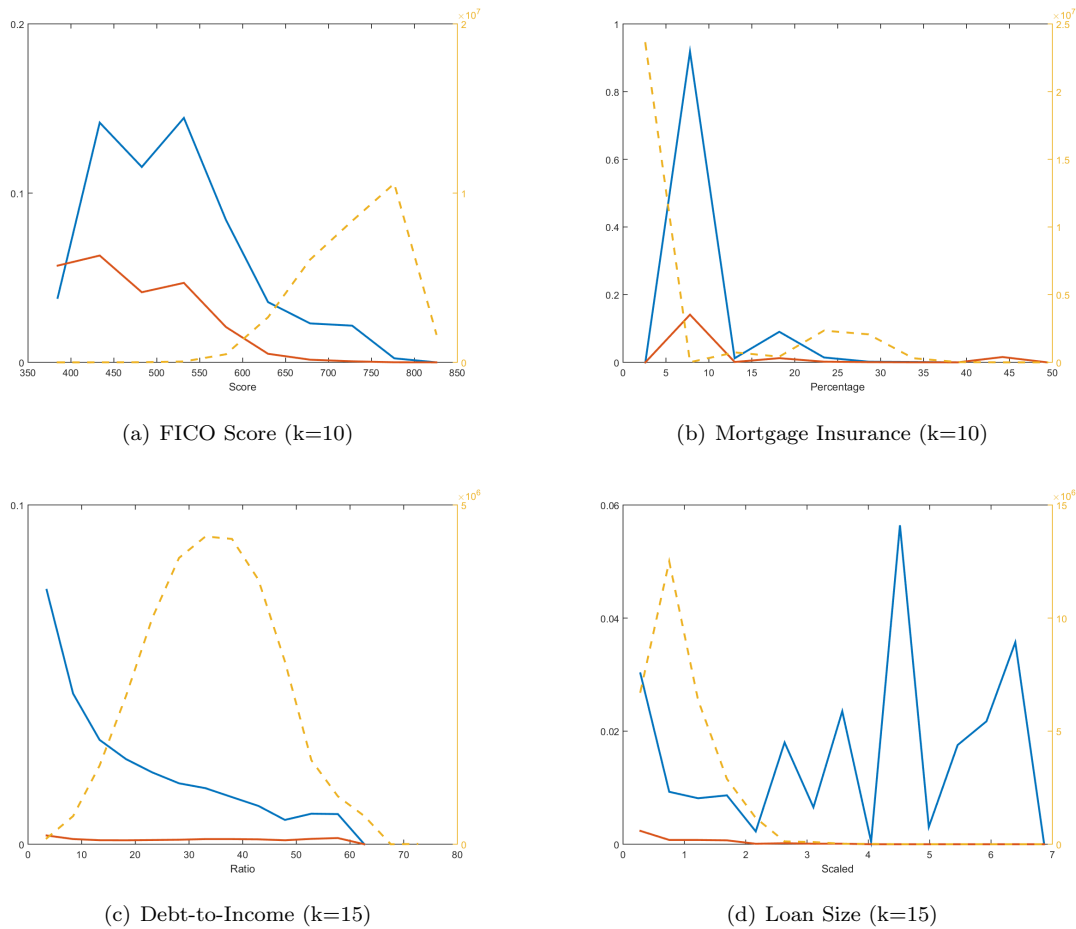 ×10^7
0.2 2
0.1 1
0 0
350 400 450 500 550 600 650 700 750 800 850
Score
(a) FICO Score (k=10)
×10^7
1 2.5
0.8 2
0.6 1.5
0.4 1
0.2 0.5
0 0
0 5 10 15 20 25 30 35 40 45 50
Percentage
(b) Mortgage Insurance (k=10)
×10^6
0.1 5
0 0
0 10 20 30 40 50 60 70 80
Ratio
(c) Debt-to-Income (k=15)
×10^6
0.06 15
0.04 10
0.02 5
0 0
0 1 2 3 4 5 6 7
Scaled
(d) Loan Size (k=15)